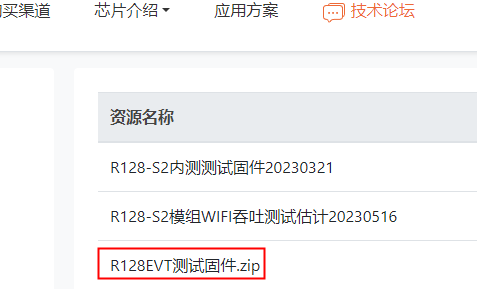 买渠道 芯片介绍 应用方案 技术论坛
资源名称
R128-S2内测测试固件20230321
R128-S2模组WIFI吞吐测试估计20230516
R128EVT测试固件.zip